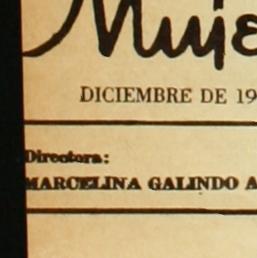 Muje
DICIEMBRE DE 19
Directora:
MARCELINA GALINDO A